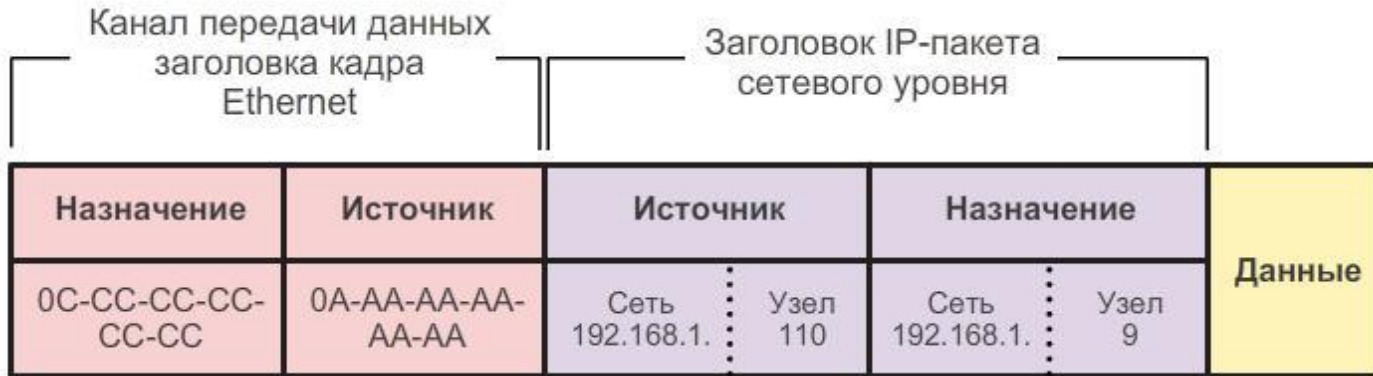 Канал передачи данных
заголовка кадра
Ethernet
Заголовок IP-пакета
сетевого уровня
Назначение
Источник
Источник
Назначение
Данные
0C-CC-CC-CC-
CC-CC
0A-AA-AA-AA-
AA-AA
Сеть
192.168.1.
Узел
110
Сеть
192.168.1.
Узел
9